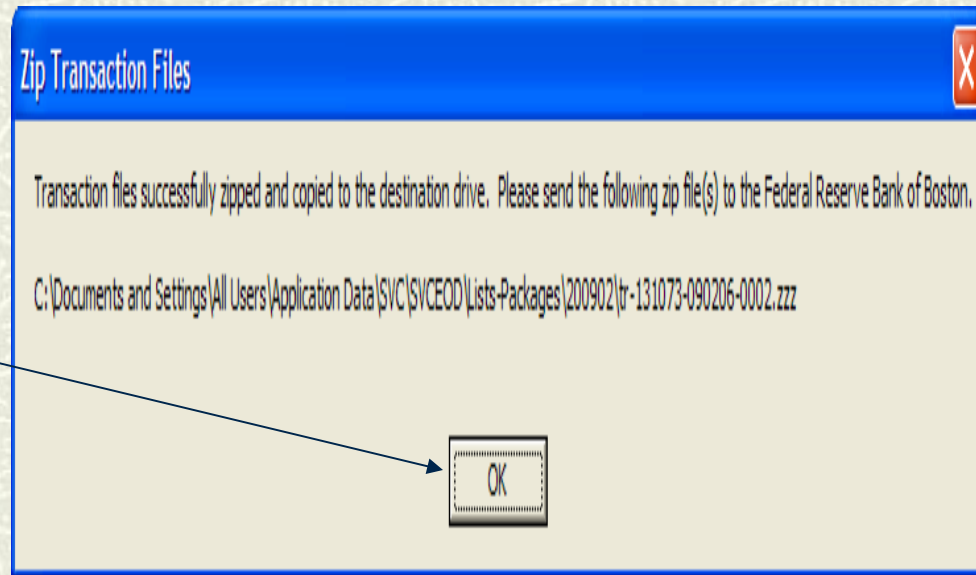 Zip Transaction Files
Transaction files successfully zipped and copied to the destination drive. Please send the following zip file(s) to the Federal Reserve Bank of Boston.
C:\Documents and Settings\All Users\Application Data\SVC\SVCEOD\Lists-Packages\200902\tr-131073-090206-0002.zzz
OK